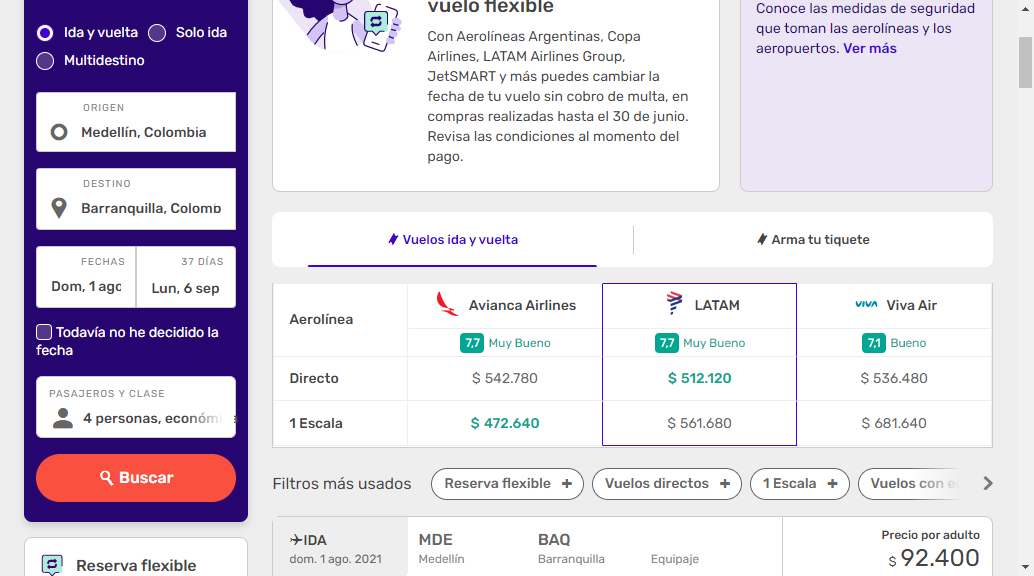 Ida y vuelta
Solo ida
Multidestino
ORIGEN
Medellín, Colombia
DESTINO
Barranquilla, Colomb
FECHAS
37 DÍAS
Dom, 1 ago
Lun, 6 sep
Todavía no he decidido la
fecha
PASAJEROS Y CLASE
4 personas, económi
Buscar
Reserva flexible
vuelo flexible
Con Aerolíneas Argentinas, Copa
Airlines, LATAM Airlines Group,
JetSMART y más puedes cambiar la
fecha de tu vuelo sin cobro de multa, en
compras realizadas hasta el 30 de junio.
Revisa las condiciones al momento del
pago.
Conoce las medidas de seguridad
que toman las aerolíneas y los
aeropuertos. Ver más
Vuelos ida y vuelta
Arma tu tiquete
Aerolínea
Avianca Airlines
LATAM
VIVA Viva Air
7,7 Muy Bueno
7,7 Muy Bueno
7,1 Bueno
Directo
$ 542.780
$ 512.120
$ 536.480
1 Escala
$ 472.640
$ 561.680
$ 681.640
Filtros más usados
Reserva flexible +
Vuelos directos +
1 Escala +
Vuelos con
IDA
MDE
BAQ
dom. 1 ago. 2021
Medellín
Barranquilla
Equipaje
Precio por adulto
$ 92.400